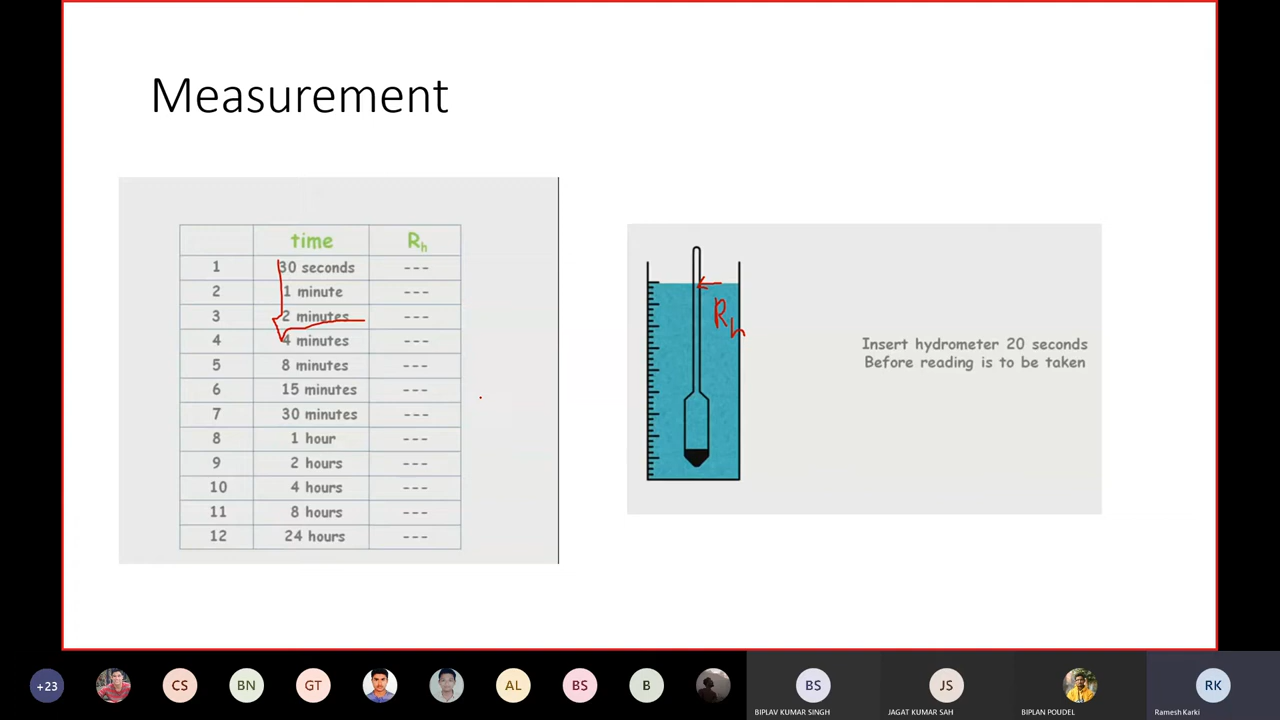 Measurement
time Rh
1 30 seconds ---
2 1 minute ---
3 2 minutes ---
4 4 minutes ---
5 8 minutes ---
6 15 minutes ---
7 30 minutes ---
8 1 hour ---
9 2 hours ---
10 4 hours ---
11 8 hours ---
12 24 hours ---
Rh
Insert hydrometer 20 seconds
Before reading is to be taken
+23 CS BN GT AL BS B BS JS RK
BIPLAV KUMAR SINGH JAGAT KUMAR SAH BIPLAN POUDEL Ramesh Karki